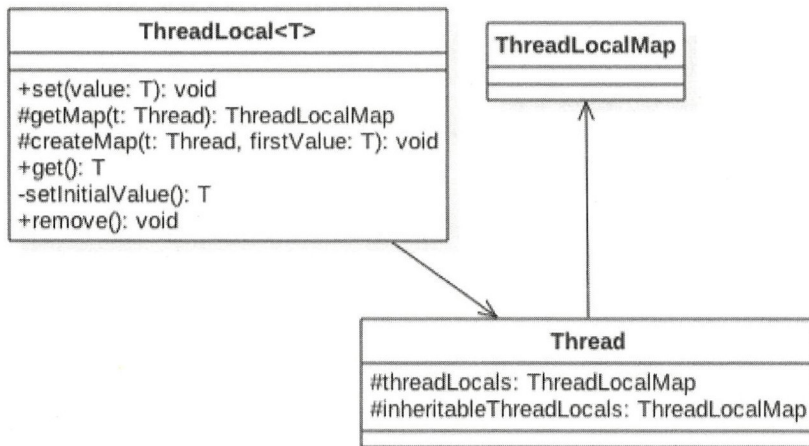 ThreadLocal<T>
+set(value: T): void
#getMap(t: Thread): ThreadLocalMap
#createMap(t: Thread, firstValue: T): void
+get(): T
-setInitialValue(): T
+remove(): void
ThreadLocalMap
Thread
#threadLocals: ThreadLocalMap
#inheritableThreadLocals: ThreadLocalMap